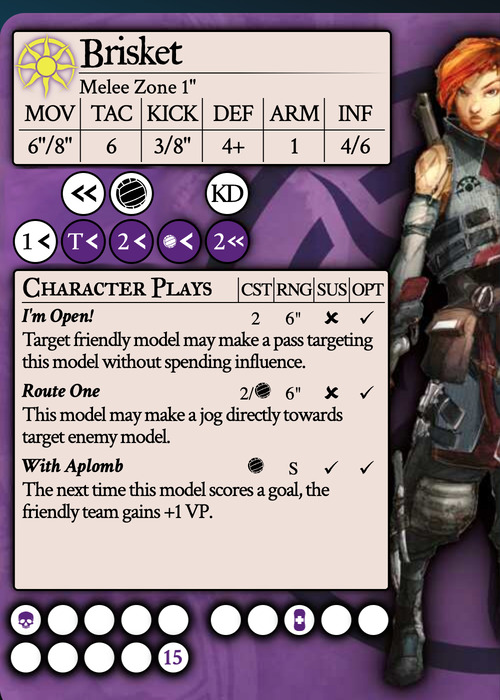 Brisket
Melee Zone 1"
MOV TAC KICK DEF ARM INF
6"/8" 6 3/8" 4+ 1 4/6
<< KD
1< T< 2< < 2<<
Character Plays CST RNG SUS OPT
I'm Open! 2 6" ✘ ✓
Target friendly model may make a pass targeting
this model without spending influence.
Route One 2/ 6" ✘ ✓
This model may make a jog directly towards
target enemy model.
With Aplomb S ✓ ✓
The next time this model scores a goal, the
friendly team gains +1 VP.
15